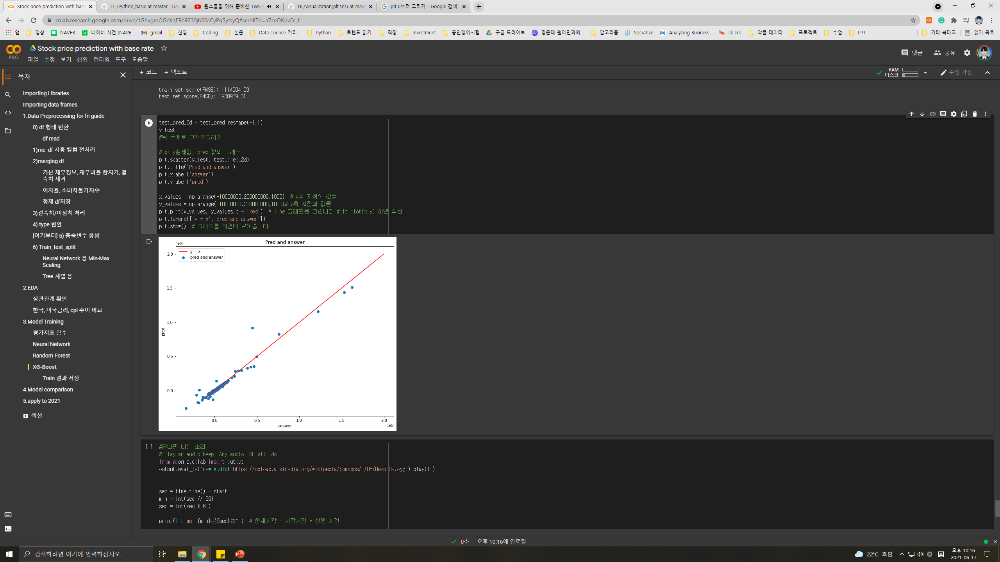 Stock price prediction with base
TIL/Python_basic at master · Da
원스들을 위해 준비한 TWICE
TIL/Visualization(plt,sns) at mast
plt 0부터 그리기 - Google 검색
colab.research.google.com/drive/1GhvgmOGcXqF9h9230jb00cCyPq5yfsyQ#scrollTo=a7zeOKpvEc_f
앱 영상 NAVER 네이버 사전 (NAVE... gmail 한양 Coding 논문 Data science 커리... Python 트렌드 읽기 직장 Investment 공인영어시험 구글 드라이브 명문대 원어민과의... 알고리즘 Socrative Analyzing Business... sk cnc 악플 데이터 프로젝트 수업 PPT 기타 북마크 읽기 목록
PRO
Stock price prediction with base rate
파일 수정 보기 삽입 런타임 도구 도움말
댓글 공유
목차
+ 코드 + 텍스트
RAM
디스크
수정 가능
Importing Libraries
Importing data frames
1.Data Preprocessing for fn guide
0) df 형태 변환
df read
1)mc_df 시총 컬럼 전처리
2)merging df
기본 재무정보, 재무비율 합치기, 결
측치 제거
이자율, 소비자물가지수
정제 df저장
3)결측치/이상치 처리
4) type 변환
[여기부터] 5) 종속변수 생성
6) Train_test_split
Neural Network 용 Min-Max
Scaling
Tree 계열 용
2.EDA
상관관계 확인
한국, 미국금리, cpi 추이 비교
3.Model Training
평가지표 함수
Neural Network
Random Forest
XG-Boost
Train 결과 저장
4.Model comparison
5.apply to 2021
섹션
train set score(RMSE): 1114904.03
test set score(RMSE): 1938969.31
test_pred_2d = test_pred.reshape(-1,1)
y_test
#위 두개로 그래프그리기
# x: y실제값, pred 값의 그래프
plt.scatter(y_test, test_pred_2d)
plt.title("Pred and answer")
plt.xlabel('answer')
plt.ylabel('pred')
x_values = np.arange(-10000000,200000000,1000)  # x축 지점의 값들
y_values = np.arange(-10000000,200000000,1000)# y축 지점의 값들
plt.plot(x_values, y_values,c = 'red')  # line 그래프를 그립니다 #plt.plot(x,y) 하면 직선
plt.legend(['y = x','pred and answer'])
plt.show()  # 그래프를 화면에 보여줍니다
Pred and answer
1e8
y = x
pred and answer
2.0
1.5
1.0
0.5
0.0
pred
0.0 0.5 1.0 1.5 2.0
answer
1e8
[ ]
#끝나면 나는 소리
# Play an audio beep. Any audio URL will do.
from google.colab import output
output.eval_js('new Audio("https://upload.wikimedia.org/wikipedia/commons/0/05/Beep-09.ogg").play()')
sec = time.time() - start
min = int(sec // 60)
sec = int(sec % 60)
print(f"time :{min}분{sec}초" )  # 현재시각 - 시작시간 = 실행 시간
0초 오후 10:16에 완료됨
검색하려면 여기에 입력하십시오.
22°C 흐림
한
오후 10:16
2021-06-17